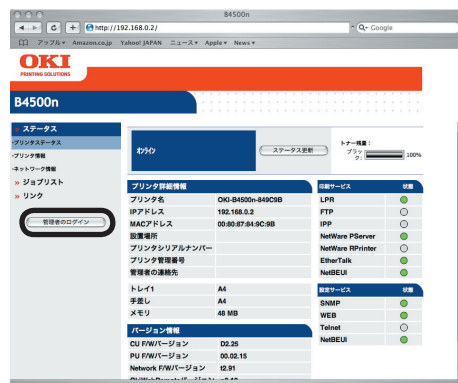 B4500n
http://192.168.0.2/
Google
アップル
Amazon.co.jp
Yahoo! JAPAN
ニュース
Apple
News
OKI
PRINTING SOLUTIONS
B4500n
ステータス
プリンタステータス
プリンタ情報
ネットワーク情報
ジョブリスト
リンク
管理者のログイン
オンライン
ステータス更新
トナー残量：
ブラック: 100%
プリンタ詳細情報
プリンタ名 OKI-B4500n-849C9B
IPアドレス 192.168.0.2
MACアドレス 00:80:87:84:9C:9B
設置場所
プリンタシリアルナンバー
プリンタ管理番号
管理者の連絡先
トレイ1 A4
手差し A4
メモリ 48 MB
バージョン情報
CU F/Wバージョン D2.25
PU F/Wバージョン 00.02.15
Network F/Wバージョン t2.91
印刷サービス 状態
LPR
FTP
IPP
NetWare PServer
NetWare RPrinter
EtherTalk
NetBEUI
設定サービス 状態
SNMP
WEB
Telnet
NetBEUI